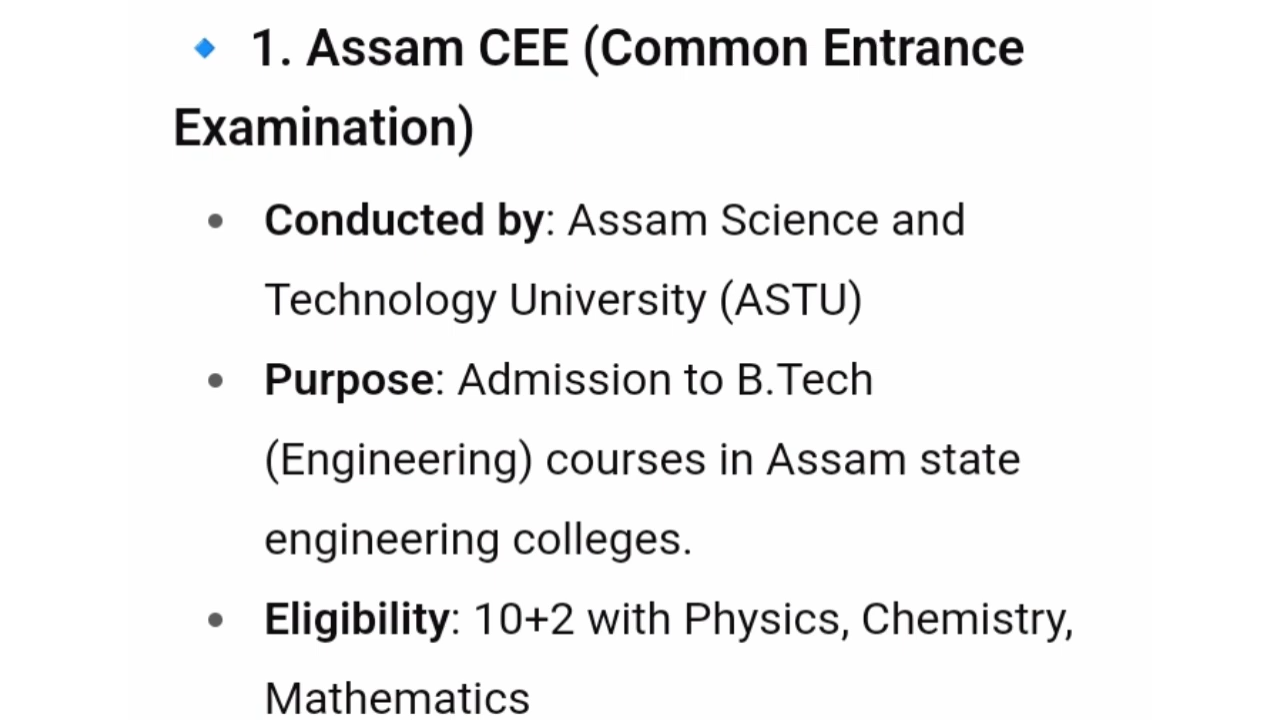 🔹 1. Assam CEE (Common Entrance
Examination)
• Conducted by: Assam Science and
Technology University (ASTU)
• Purpose: Admission to B.Tech
(Engineering) courses in Assam state
engineering colleges.
• Eligibility: 10+2 with Physics, Chemistry,
Mathematics